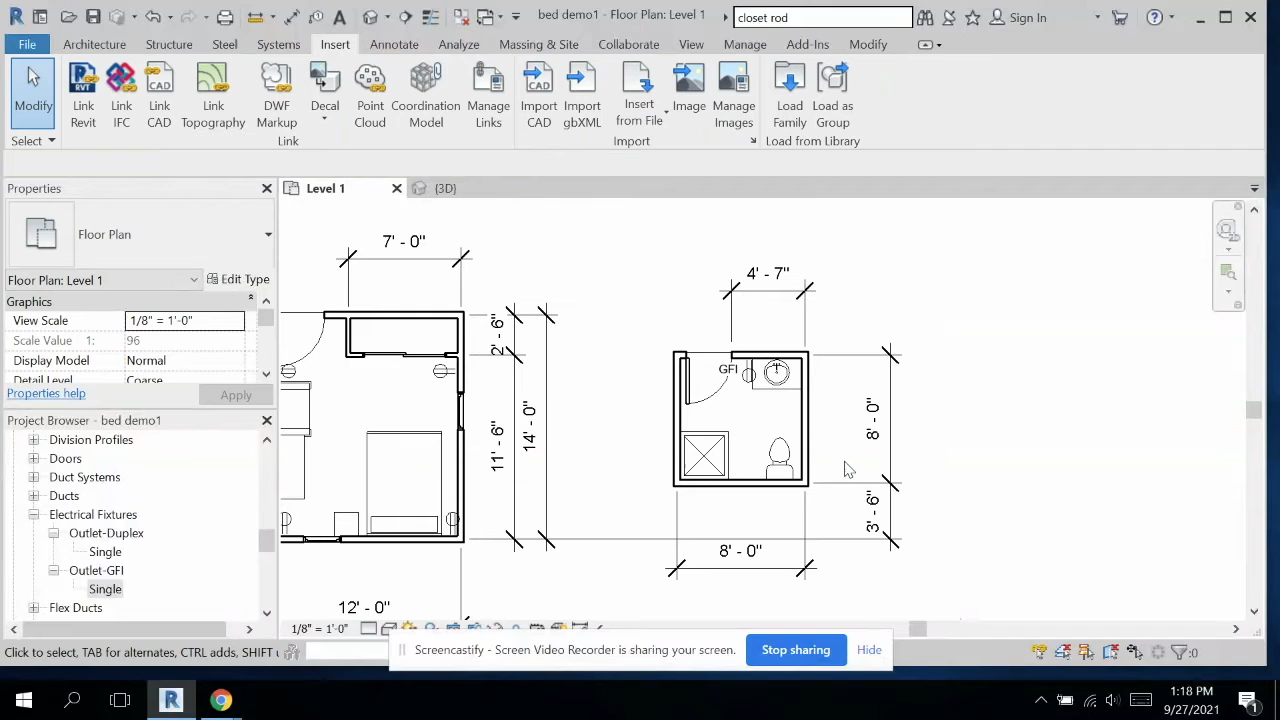 bed demo1 - Floor Plan: Level 1
closet rod
Sign In
File Architecture Structure Steel Systems Insert Annotate Analyze Massing & Site Collaborate View Manage Add-Ins Modify
Modify
Link Revit
Link IFC
Link CAD
Link Topography
DWF Markup
Decal
Point Cloud
Coordination Model
Manage Links
Import CAD
Import gbXML
Insert from File
Image
Manage Images
Load Family
Load as Group
Select
Link
Import
Load from Library
Properties
Level 1
{3D}
Floor Plan
Floor Plan: Level 1
Edit Type
Graphics
View Scale 1/8" = 1'-0"
Scale Value 1: 96
Display Model Normal
Detail Level Coarse
Properties help
Apply
Project Browser - bed demo1
Division Profiles
Doors
Duct Systems
Ducts
Electrical Fixtures
Outlet-Duplex
Single
Outlet-GFI
Single
Flex Ducts
7' - 0"
2' - 6"
11' - 6"
14' - 0"
12' - 0"
4' - 7"
GFI
8' - 0"
3' - 6"
8' - 0"
1/8" = 1'-0"
Click to select, TAB for alternates, CTRL adds, SHIFT u
:0
Screencastify - Screen Video Recorder is sharing your screen.
Stop sharing
Hide
1:18 PM
9/27/2021
1